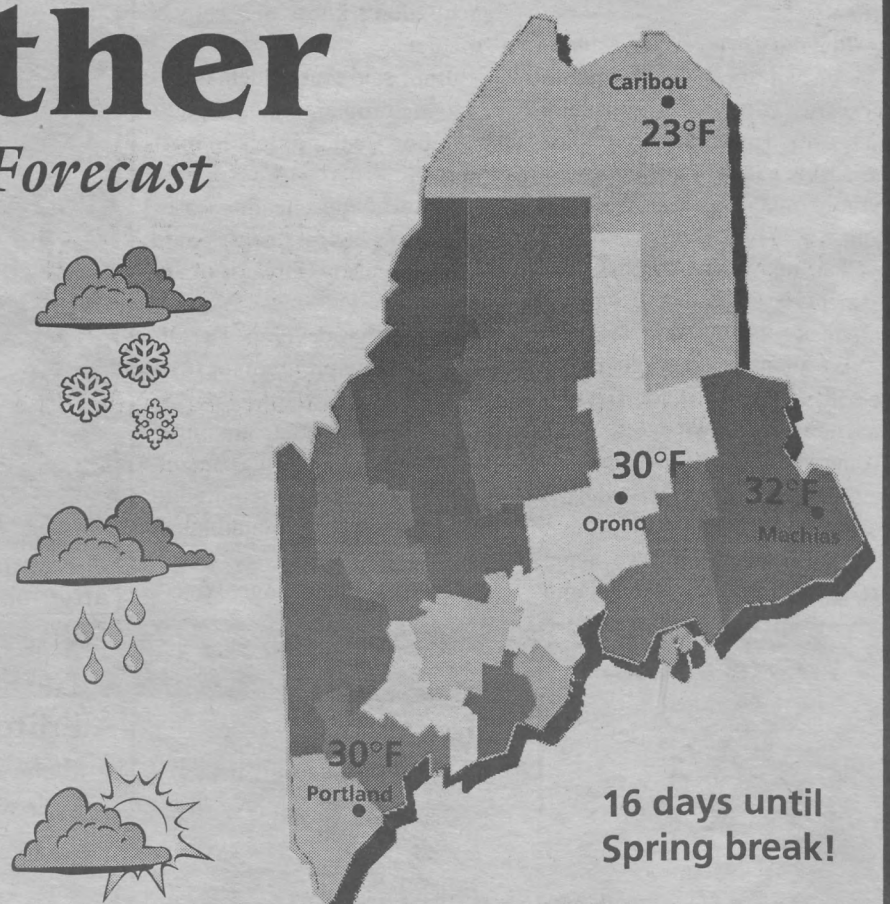 ther
Forecast
Caribou
23°F
30°F
Orono
32°F
Machias
30°F
Portland
16 days until
Spring break!